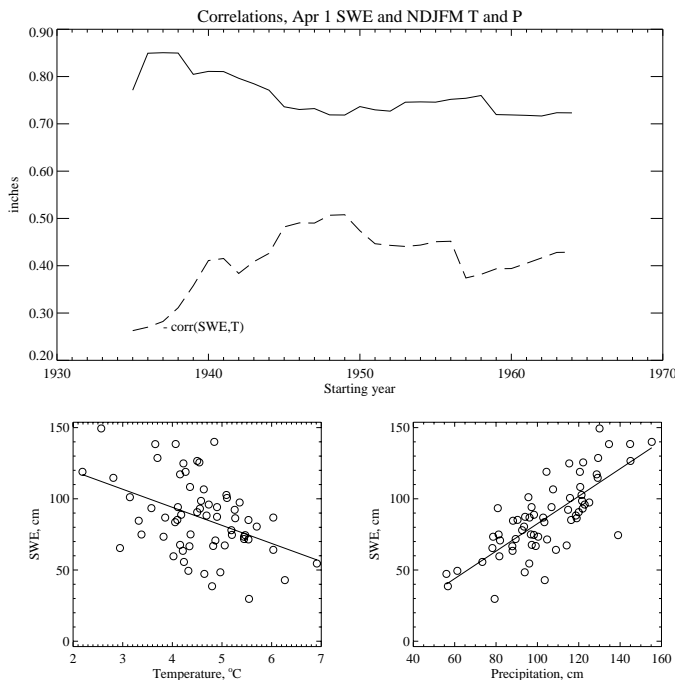 Correlations, Apr 1 SWE and NDJFM T and P
0.90
0.80
0.70
0.60
0.50
0.40
0.30
0.20
inches
- corr(SWE,T)
1930 1940 1950 1960 1970
Starting year
150
100
50
0
SWE, cm
2 3 4 5 6 7
Temperature, °C
150
100
50
0
SWE, cm
40 60 80 100 120 140 160
Precipitation, cm